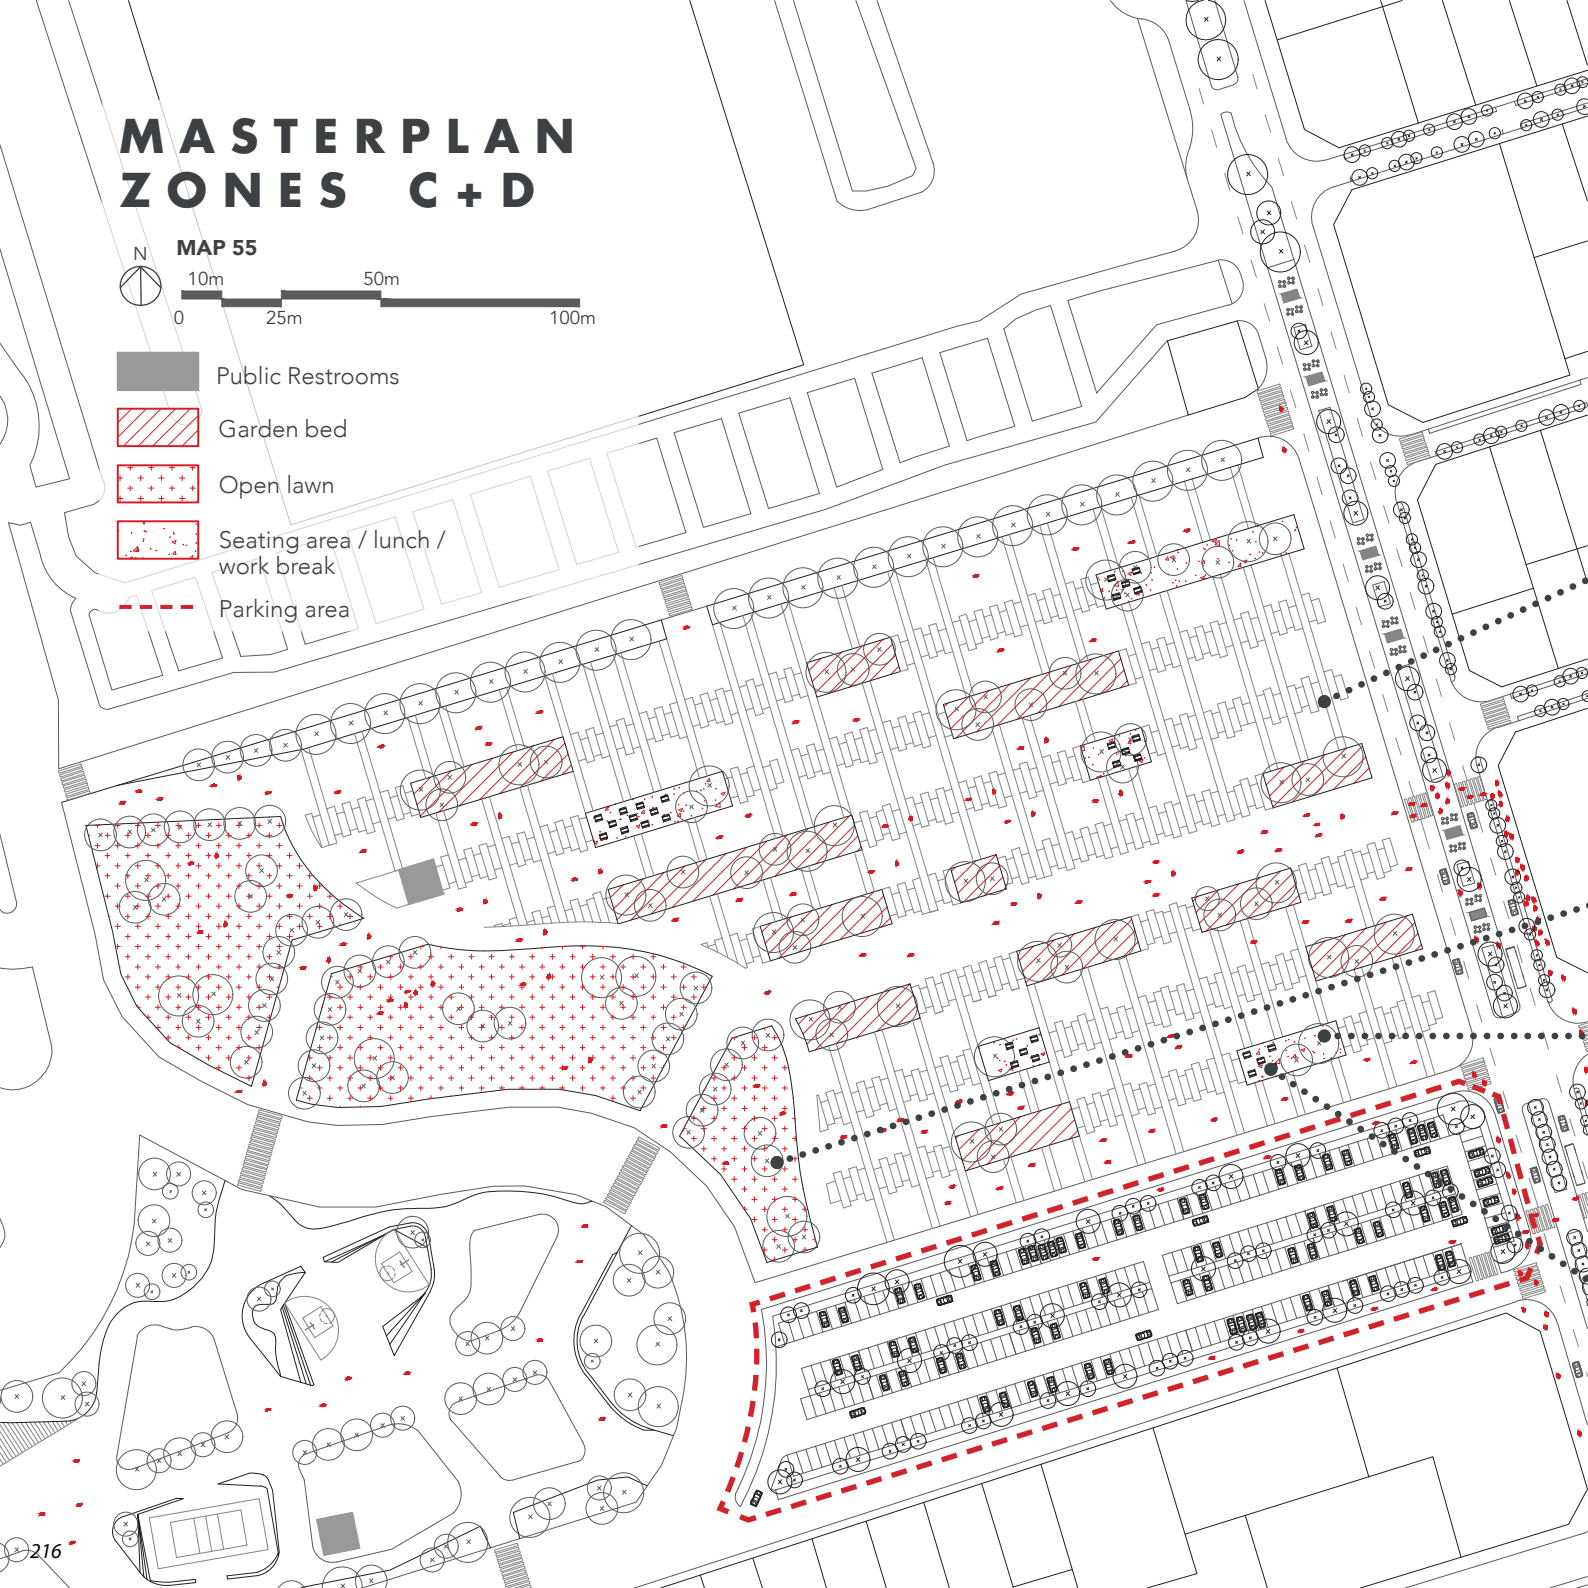 MASTERPLAN
ZONES C+D
N
MAP 55
10m 50m
0 25m 100m
Public Restrooms
Garden bed
Open lawn
Seating area / lunch /
work break
Parking area
216